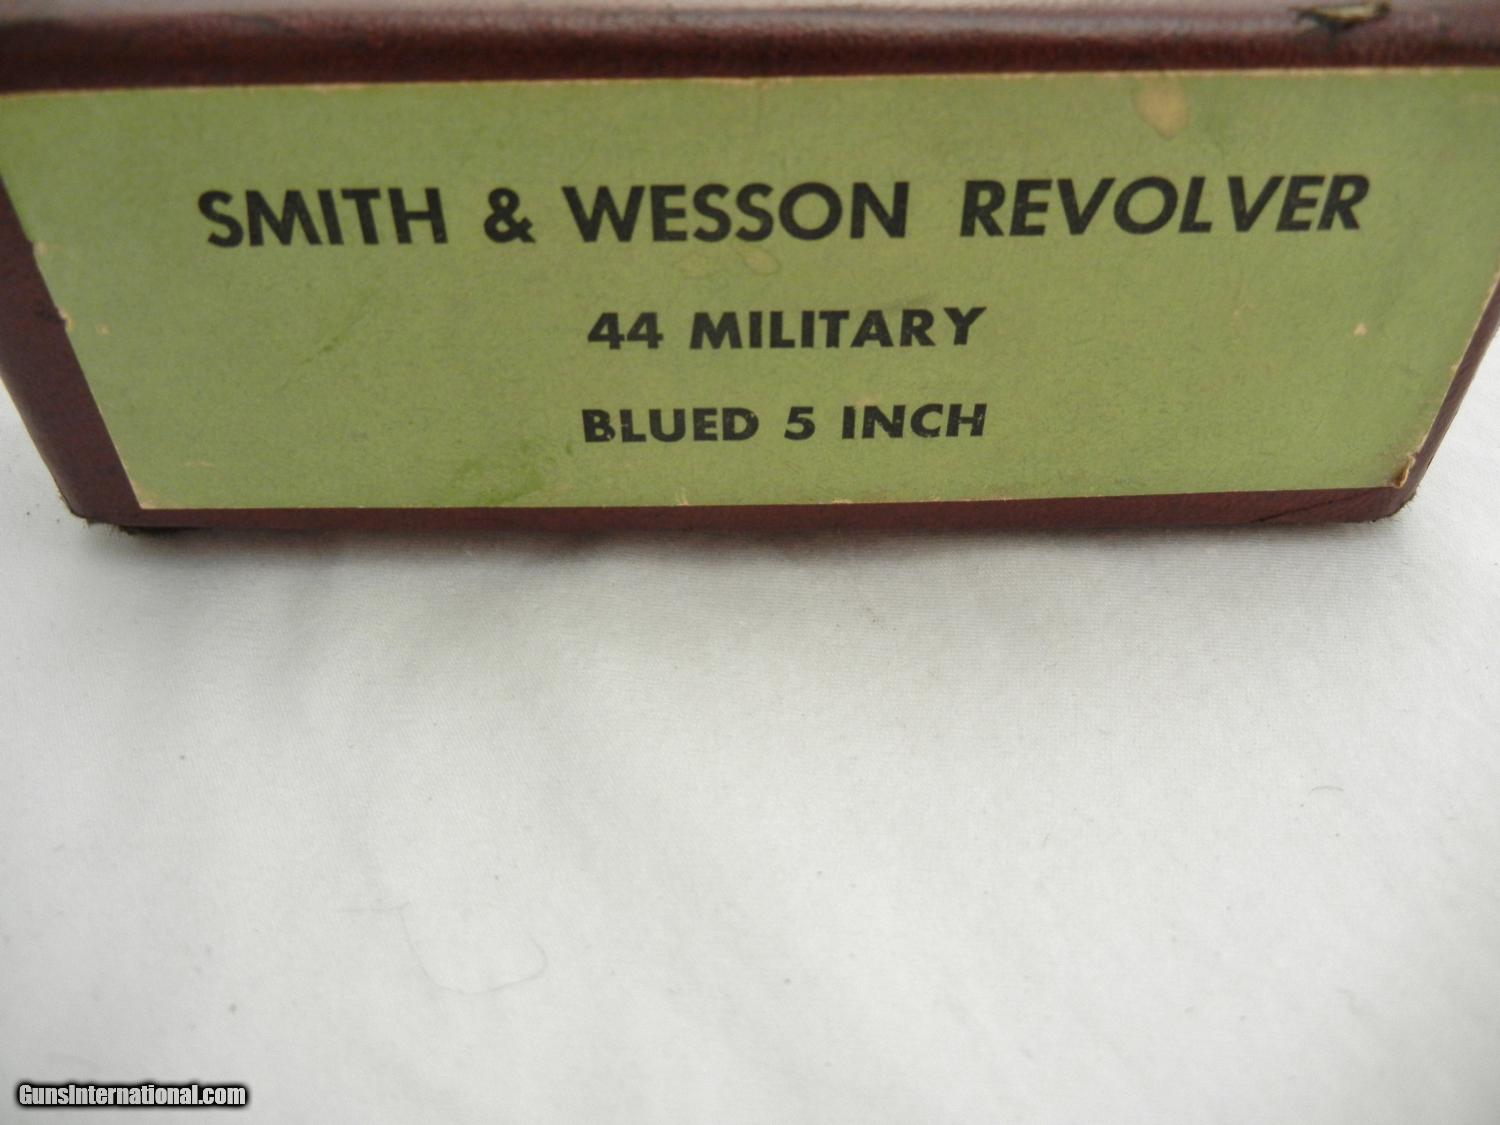 SMITH & WESSON REVOLVER
44 MILITARY
BLUED 5 INCH
GunsInternational.com